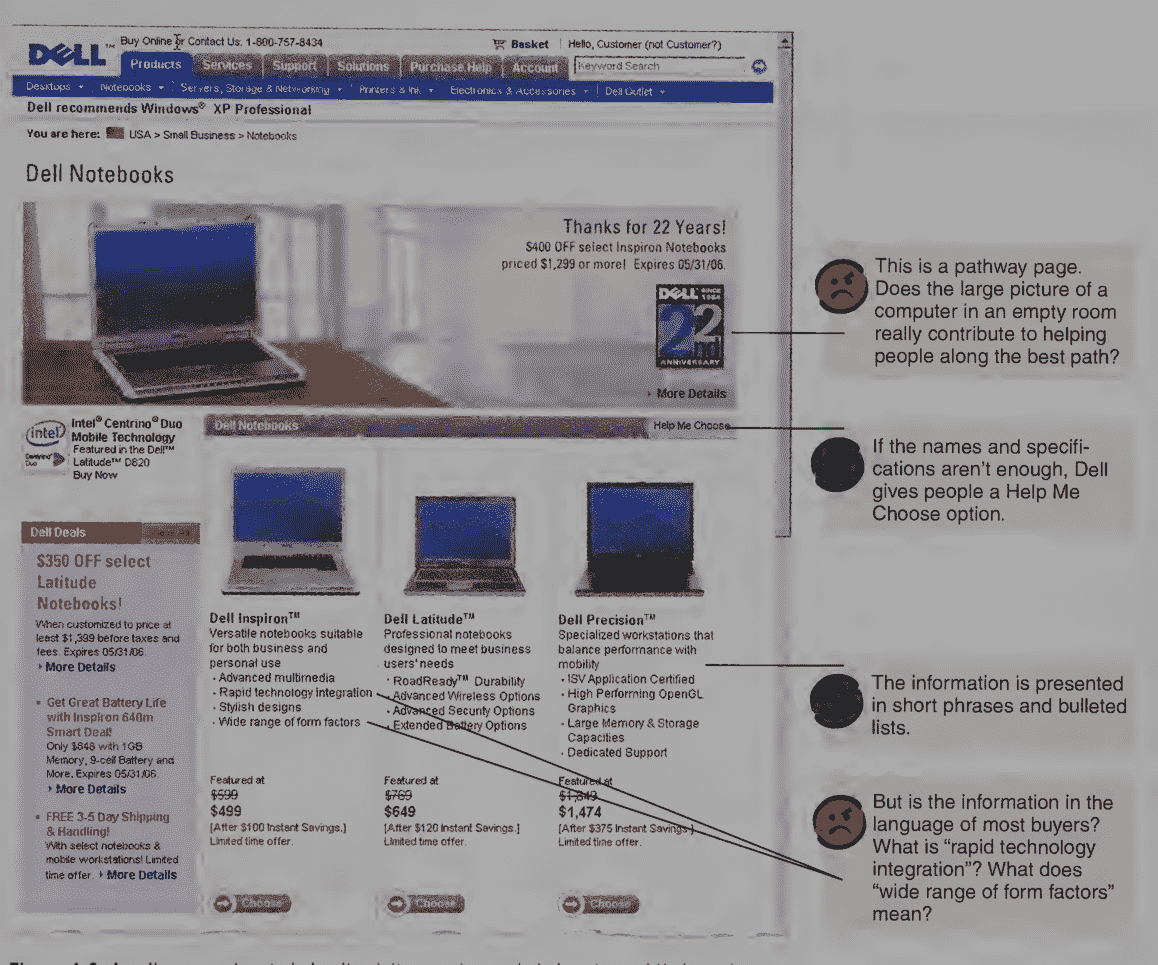 DELL™
Buy Online or Contact Us: 1-800-757-8434
Basket | Hello, Customer (not Customer?)
Products Services Support Solutions Purchase Help Account Keyword Search
Desktops Notebooks Servers, Storage & Networking Printers & Ink Electronics & Accessories Dell Outlet
Dell recommends Windows® XP Professional
You are here: USA > Small Business > Notebooks
Dell Notebooks
Thanks for 22 Years!
$400 OFF select Inspiron Notebooks
priced $1,299 or more! Expires 05/31/06.
DELL SINCE 1984
22nd
ANNIVERSARY
More Details
This is a pathway page.
Does the large picture of a
computer in an empty room
really contribute to helping
people along the best path?
intel
Centrino
Duo
Intel® Centrino® Duo
Mobile Technology
Featured in the Dell™
Latitude™ D820
Buy Now
Dell Notebooks
Help Me Choose
If the names and specifi-
cations aren't enough, Dell
gives people a Help Me
Choose option.
Dell Deals
$350 OFF select
Latitude
Notebooks!
When customized to price at
least $1,399 before taxes and
fees. Expires 05/31/06.
More Details
• Get Great Battery Life
with Inspiron 640m
Smart Deal!
Only $848 with 1GB
Memory, 9-cell Battery and
More. Expires 05/31/06.
More Details
• FREE 3-5 Day Shipping
& Handling!
With select notebooks &
mobile workstations! Limited
time offer. More Details
Dell Inspiron™
Versatile notebooks suitable
for both business and
personal use
· Advanced multimedia
· Rapid technology integration
· Stylish designs
· Wide range of form factors
Featured at
$599
$499
[After $100 Instant Savings.]
Limited time offer.
Choose
Dell Latitude™
Professional notebooks
designed to meet business
users' needs
· RoadReady™ Durability
· Advanced Wireless Options
· Advanced Security Options
· Extended Battery Options
Featured at
$769
$649
[After $120 Instant Savings.]
Limited time offer.
Choose
Dell Precision™
Specialized workstations that
balance performance with
mobility
· ISV Application Certified
· High Performing OpenGL
Graphics
· Large Memory & Storage
Capacities
· Dedicated Support
Featured at
$1,849
$1,474
[After $375 Instant Savings.]
Limited time offer.
Choose
The information is presented
in short phrases and bulleted
lists.
But is the information in the
language of most buyers?
What is “rapid technology
integration”? What does
“wide range of form factors”
mean?